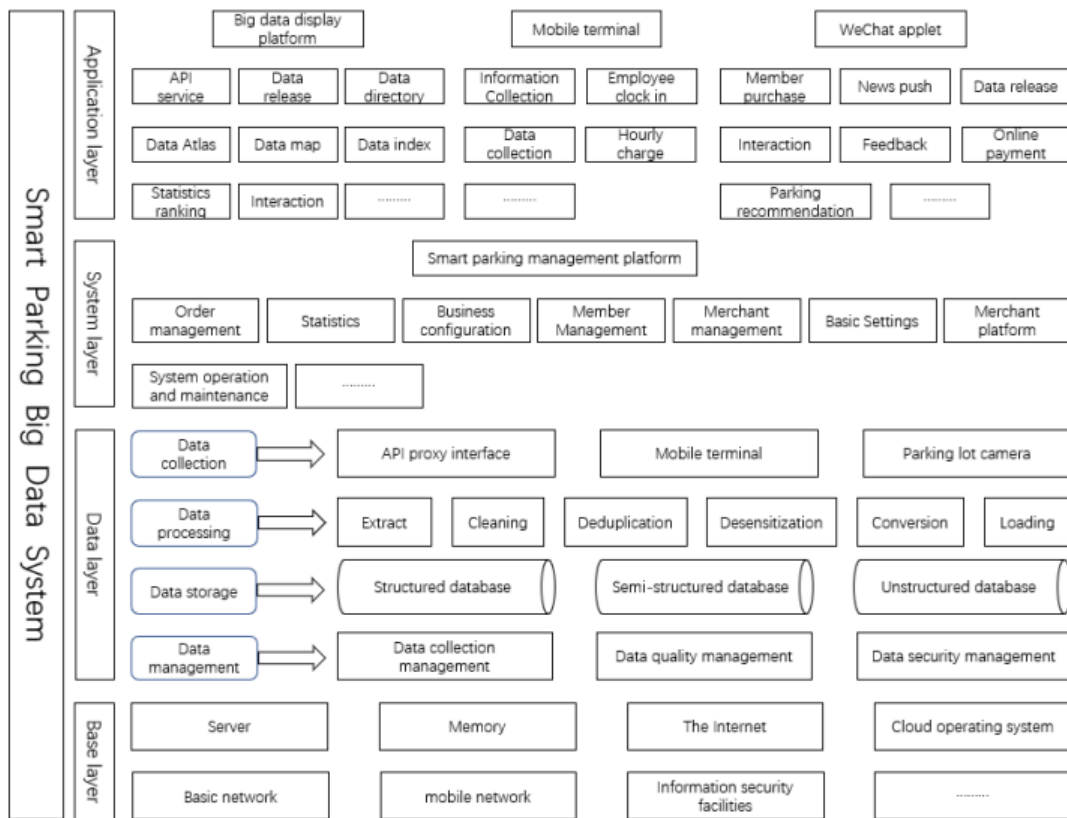 Smart Parking Big Data System
Application layer
Big data display
platform
Mobile terminal
WeChat applet
API
service
Data
release
Data
directory
Information
Collection
Employee
clock in
Member
purchase
News push
Data release
Data Atlas
Data map
Data index
Data
collection
Hourly
charge
Interaction
Feedback
Online
payment
Statistics
ranking
Interaction
………
………
Parking
recommendation
………
System layer
Smart parking management platform
Order
management
Statistics
Business
configuration
Member
Management
Merchant
management
Basic Settings
Merchant
platform
System operation
and maintenance
………
Data layer
Data
collection
API proxy interface
Mobile terminal
Parking lot camera
Data
processing
Extract
Cleaning
Deduplication
Desensitization
Conversion
Loading
Data storage
Structured database
Semi-structured database
Unstructured database
Data
management
Data collection
management
Data quality management
Data security management
Base layer
Server
Memory
The Internet
Cloud operating system
Basic network
mobile network
Information security
facilities
………